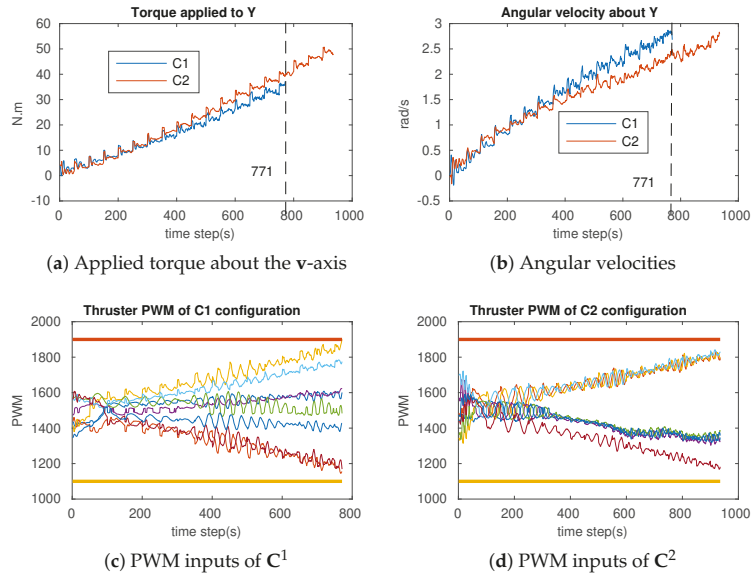 Torque applied to Y
60
50
40
30
20
10
0
-10
N.m
C1
C2
771
0 200 400 600 800 1000
time step(s)
(a) Applied torque about the v-axis
Angular velocity about Y
3
2.5
2
1.5
1
0.5
0
-0.5
rad/s
C1
C2
771
0 200 400 600 800 1000
time step(s)
(b) Angular velocities
Thruster PWM of C1 configuration
2000
1800
1600
1400
1200
1000
PWM
0 200 400 600 800
time step(s)
(c) PWM inputs of C¹
Thruster PWM of C2 configuration
2000
1800
1600
1400
1200
1000
PWM
0 200 400 600 800 1000
time step(s)
(d) PWM inputs of C²